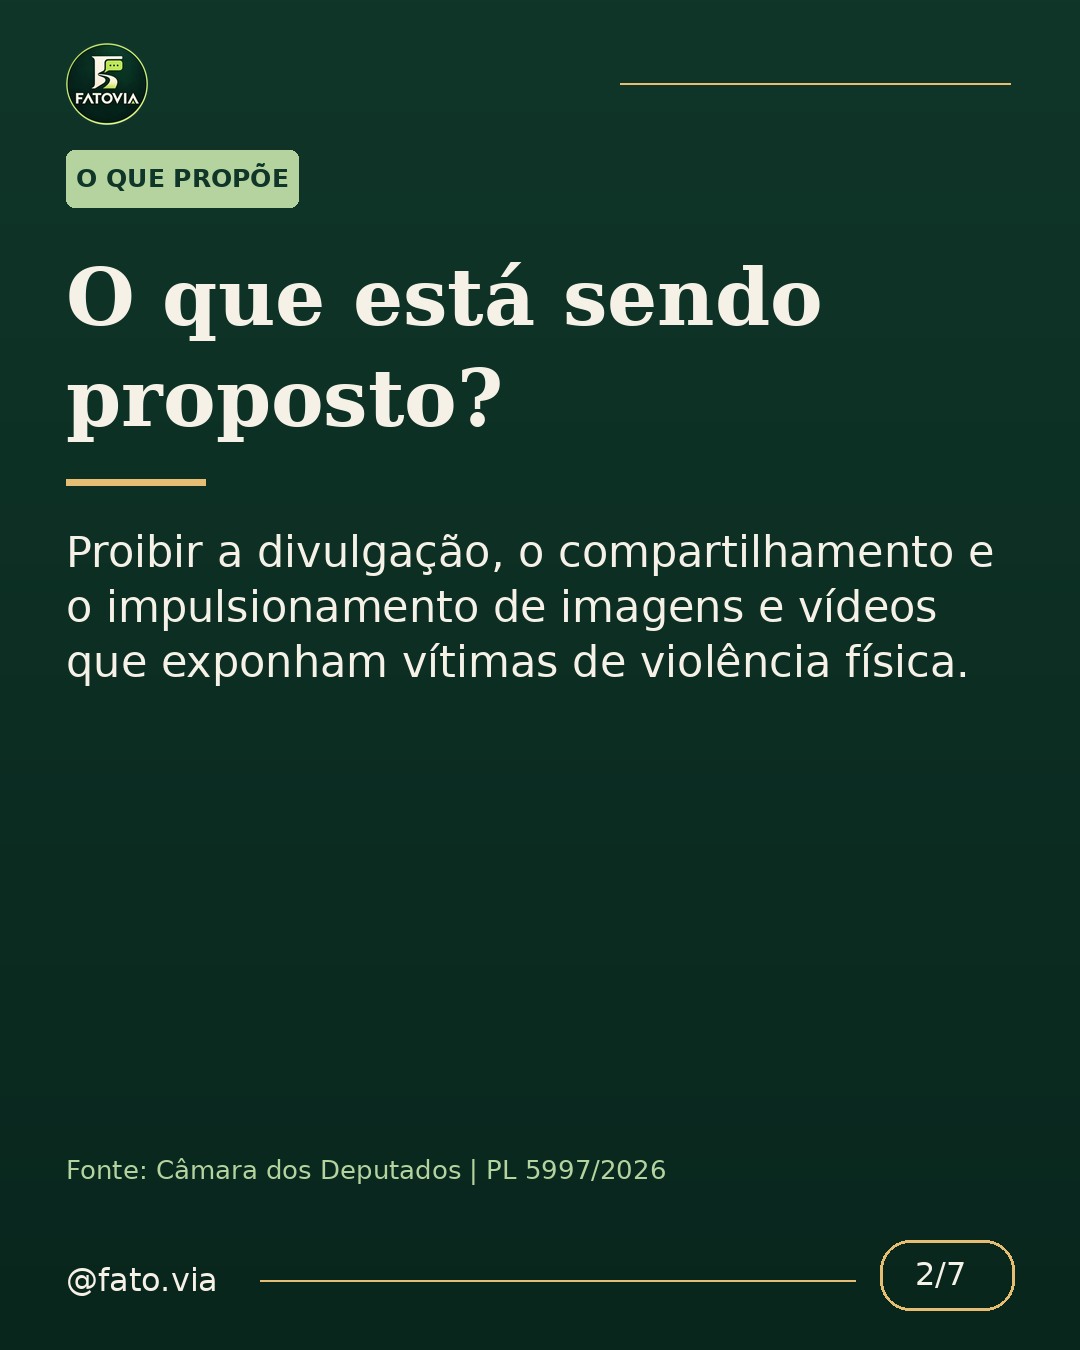 FATOVIA
O QUE PROPÕE
O que está sendo
proposto?
Proibir a divulgação, o compartilhamento e
o impulsionamento de imagens e vídeos
que exponham vítimas de violência física.
Fonte: Câmara dos Deputados | PL 5997/2026
@fato.via
2/7